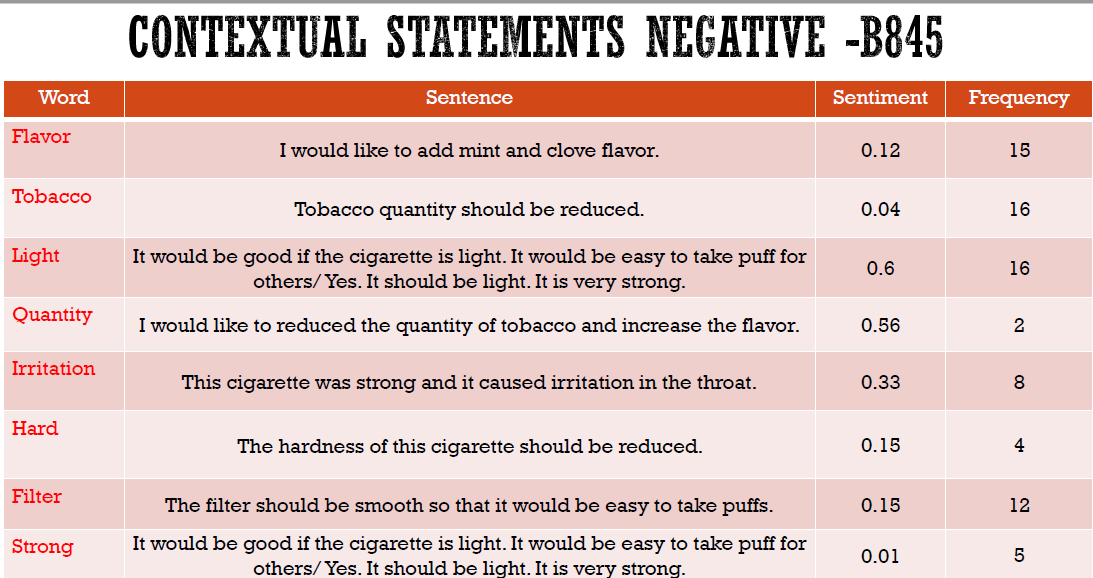 CONTEXTUAL STATEMENTS NEGATIVE -B845
Word Sentence Sentiment Frequency
Flavor I would like to add mint and clove flavor. 0.12 15
Tobacco Tobacco quantity should be reduced. 0.04 16
Light It would be good if the cigarette is light. It would be easy to take puff for
others/ Yes. It should be light. It is very strong. 0.6 16
Quantity I would like to reduced the quantity of tobacco and increase the flavor. 0.56 2
Irritation This cigarette was strong and it caused irritation in the throat. 0.33 8
Hard The hardness of this cigarette should be reduced. 0.15 4
Filter The filter should be smooth so that it would be easy to take puffs. 0.15 12
Strong It would be good if the cigarette is light. It would be easy to take puff for
others/ Yes. It should be light. It is very strong. 0.01 5